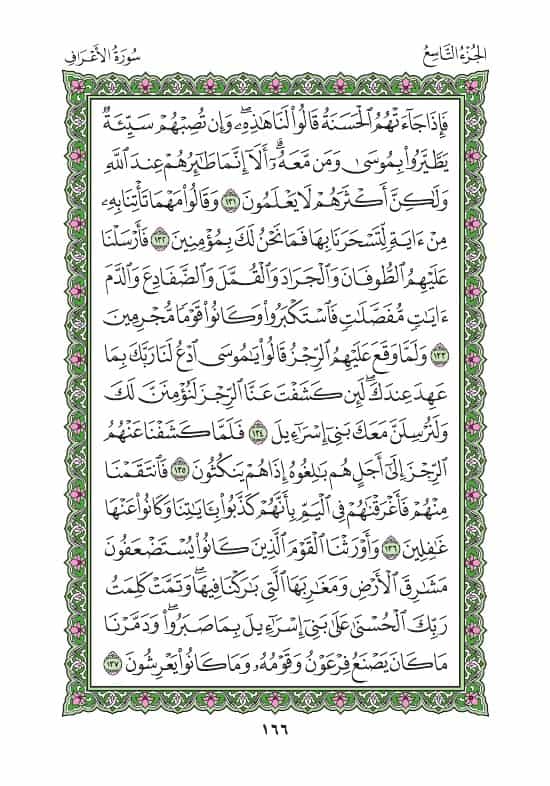 الجُزْءُ التَّاسِعُ
سُورَةُ الأَعْرَافِ
فَإِذَا جَآءَتْهُمُ ٱلْحَسَنَةُ قَالُوا۟ لَنَا هَٰذِهِۦۖ وَإِن تُصِبْهُمْ سَيِّئَةٌ
يَطَّيَّرُوا۟ بِمُوسَىٰ وَمَن مَّعَهُۥٓۗ أَلَآ إِنَّمَا طَٰٓئِرُهُمْ عِندَ ٱللَّهِ
وَلَٰكِنَّ أَكْثَرَهُمْ لَا يَعْلَمُونَ ١٣١ وَقَالُوا۟ مَهْمَا تَأْتِنَا بِهِۦ
مِنْ ءَايَةٍ لِّتَسْحَرَنَا بِهَا فَمَا نَحْنُ لَكَ بِمُؤْمِنِينَ ١٣٢ فَأَرْسَلْنَا
عَلَيْهِمُ ٱلطُّوفَانَ وَٱلْجَرَادَ وَٱلْقُمَّلَ وَٱلضَّفَادِعَ وَٱلدَّمَ
ءَايَٰتٍ مُّفَصَّلَٰتٍ فَٱسْتَكْبَرُوا۟ وَكَانُوا۟ قَوْمًا مُّجْرِمِينَ
١٣٣ وَلَمَّا وَقَعَ عَلَيْهِمُ ٱلرِّجْزُ قَالُوا۟ يَٰمُوسَى ٱدْعُ لَنَا رَبَّكَ بِمَا
عَهِدَ عِندَكَۖ لَئِن كَشَفْتَ عَنَّا ٱلرِّجْزَ لَنُؤْمِنَنَّ لَكَ
وَلَنُرْسِلَنَّ مَعَكَ بَنِىٓ إِسْرَٰٓءِيلَ ١٣٤ فَلَمَّا كَشَفْنَا عَنْهُمُ
ٱلرِّجْزَ إِلَىٰٓ أَجَلٍ هُم بَٰلِغُوهُ إِذَا هُمْ يَنكُثُونَ ١٣٥ فَٱنتَقَمْنَا
مِنْهُمْ فَأَغْرَقْنَٰهُمْ فِى ٱلْيَمِّ بِأَنَّهُمْ كَذَّبُوا۟ بِـَٔايَٰتِنَا وَكَانُوا۟ عَنْهَا
غَٰفِلِينَ ١٣٦ وَأَوْرَثْنَا ٱلْقَوْمَ ٱلَّذِينَ كَانُوا۟ يُسْتَضْعَفُونَ
مَشَٰرِقَ ٱلْأَرْضِ وَمَغَٰرِبَهَا ٱلَّتِى بَٰرَكْنَا فِيهَاۖ وَتَمَّتْ كَلِمَتُ
رَبِّكَ ٱلْحُسْنَىٰ عَلَىٰ بَنِىٓ إِسْرَٰٓءِيلَ بِمَا صَبَرُوا۟ۖ وَدَمَّرْنَا
مَا كَانَ يَصْنَعُ فِرْعَوْنُ وَقَوْمُهُۥ وَمَا كَانُوا۟ يَعْرِشُونَ ١٣٧
١٦٦